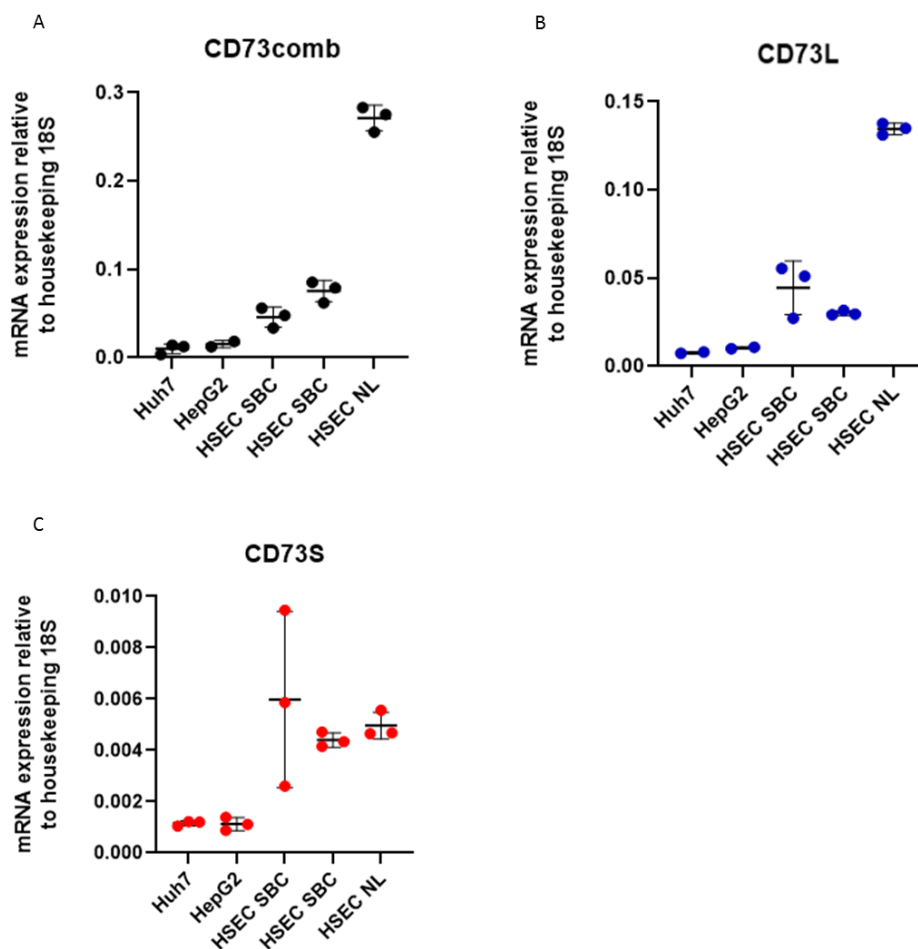 A
CD73comb
mRNA expression relative
to housekeeping 18S
0.3
0.2
0.1
0.0
Huh7
HepG2
HSEC SBC
HSEC SBC
HSEC NL
B
CD73L
mRNA expression relative
to housekeeping 18S
0.15
0.10
0.05
0.00
Huh7
HepG2
HSEC SBC
HSEC SBC
HSEC NL
C
CD73S
mRNA expression relative
to housekeeping 18S
0.010
0.008
0.006
0.004
0.002
0.000
Huh7
HepG2
HSEC SBC
HSEC SBC
HSEC NL